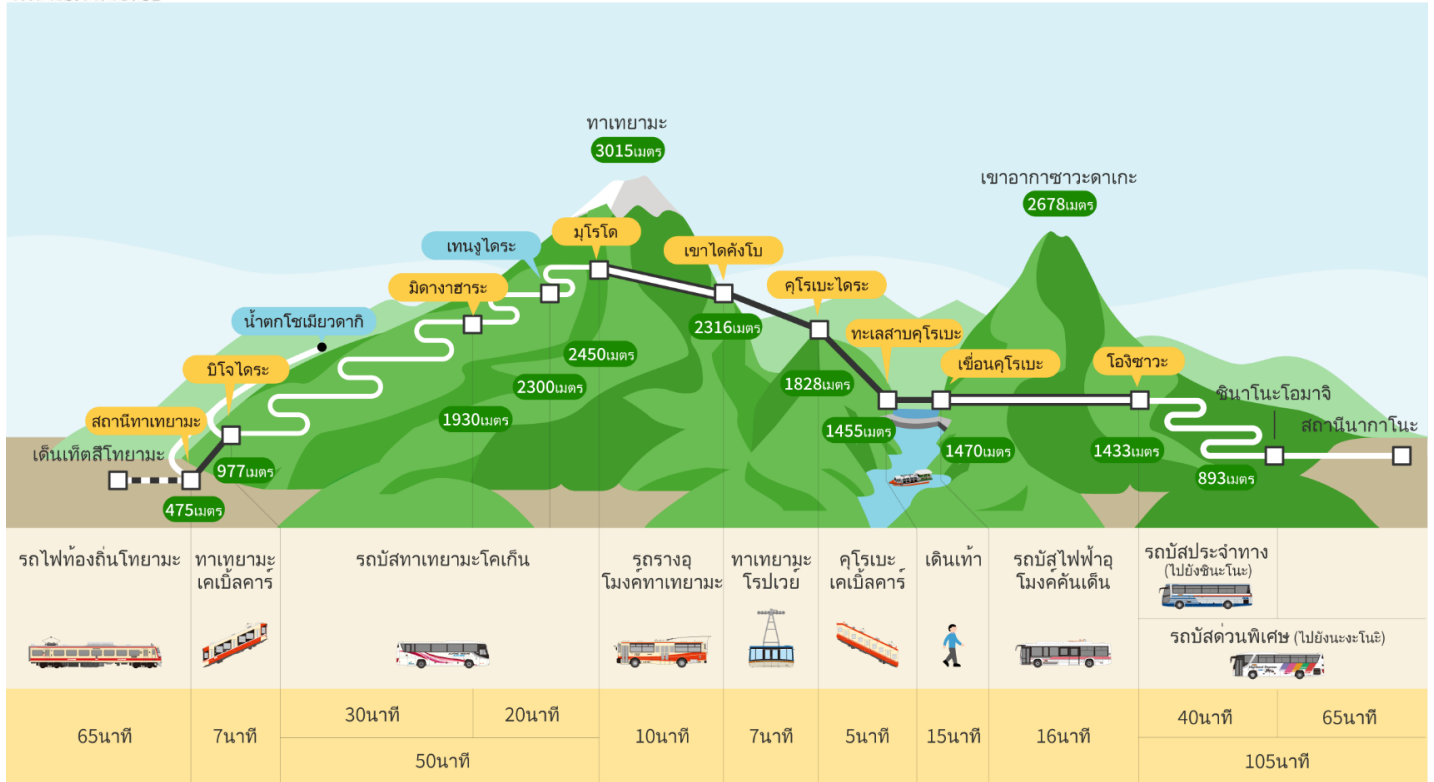 ทาเทยามะ
3015เมตร
เขาอากาซาวะดาเกะ
2678เมตร
มุโรโด
เทนงูไดระ
เขาไดคังโบ
มิดางาฮาระ
คุโรเบะไดระ
น้ำตกโชเมียวดากิ
2316เมตร
ทะเลสาบคุโรเบะ
2450เมตร
เขื่อนคุโรเบะ
โองิซาวะ
บิโจไดระ
1828เมตร
2300เมตร
ชินาโนะโอมาจิ
สถานีทาเทยามะ
1930เมตร
1455เมตร
สถานีนากาโนะ
เด็นเท็ตสึโทยามะ
977เมตร
1470เมตร
1433เมตร
893เมตร
475เมตร
รถไฟท้องถิ่นโทยามะ
ทาเทยามะ
เคเบิ้ลคาร์
รถบัสทาเทยามะโคเก็น
รถรางอุ
โมงค์ทาเทยามะ
ทาเทยามะ
โรปเวย์
คุโรเบะ
เคเบิ้ลคาร์
เดินเท้า
รถบัสไฟฟ้าอุ
โมงค์คันเด็น
รถบัสประจำทาง
(ไปยังชินะโนะ)
รถบัสด่วนพิเศษ (ไปยังนะงะโนะิ)
65นาที
7นาที
30นาที
20นาที
50นาที
10นาที
7นาที
5นาที
15นาที
16นาที
40นาที
65นาที
105นาที